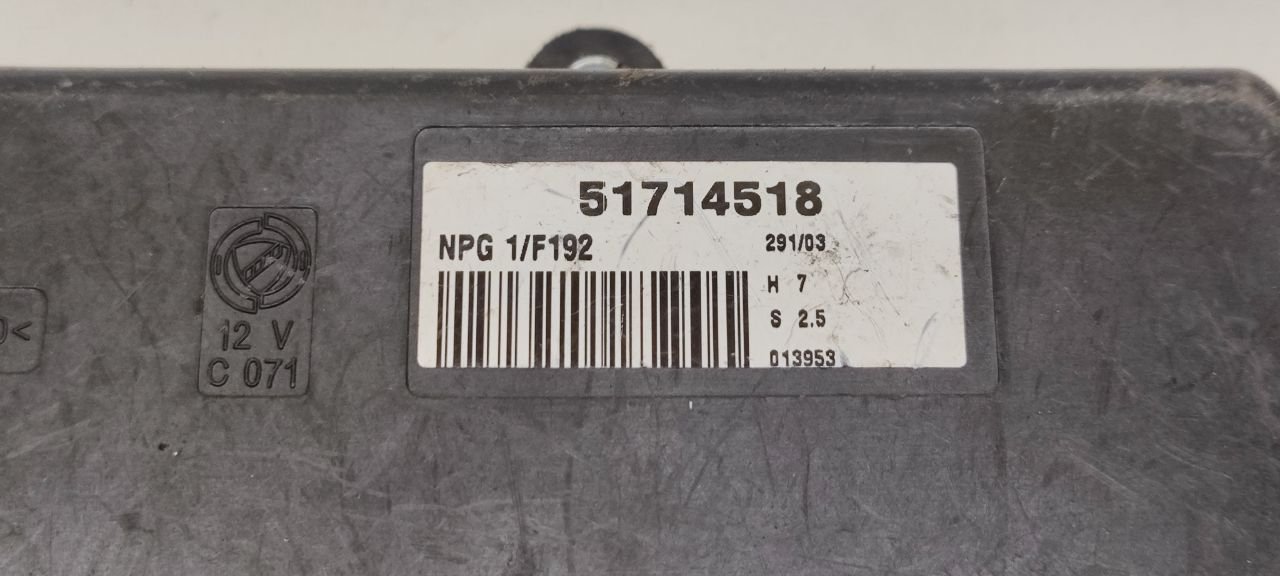 51714518
NPG 1/F192
291/03
H 7
S 2.5
013953
12 V
C 071